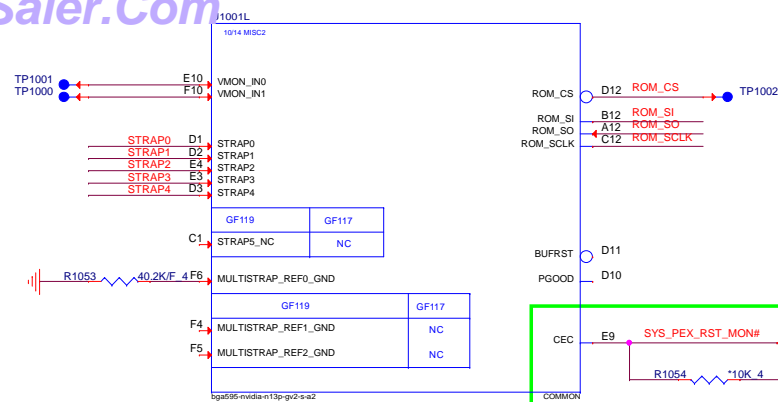 Saler.Com
J1001L
10/14 MISC2
TP1001
TP1000
E10 VMON_IN0
F10 VMON_IN1
ROM_CS D12 ROM_CS TP1002
ROM_SI B12 ROM_SI
ROM_SO A12 ROM_SO
ROM_SCLK C12 ROM_SCLK
STRAP0 D1 STRAP0
STRAP1 D2 STRAP1
STRAP2 E4 STRAP2
STRAP3 E3 STRAP3
STRAP4 D3 STRAP4
GF119 GF117
C1 STRAP5_NC NC
BUFRST D11
PGOOD D10
R1053 40.2K/F_4 F6 MULTISTRAP_REF0_GND
GF119 GF117
F4 MULTISTRAP_REF1_GND NC
F5 MULTISTRAP_REF2_GND NC
CEC E9 SYS_PEX_RST_MON#
R1054 *10K_4
bga595-nvidia-n13p-gv2-s-a2 COMMON